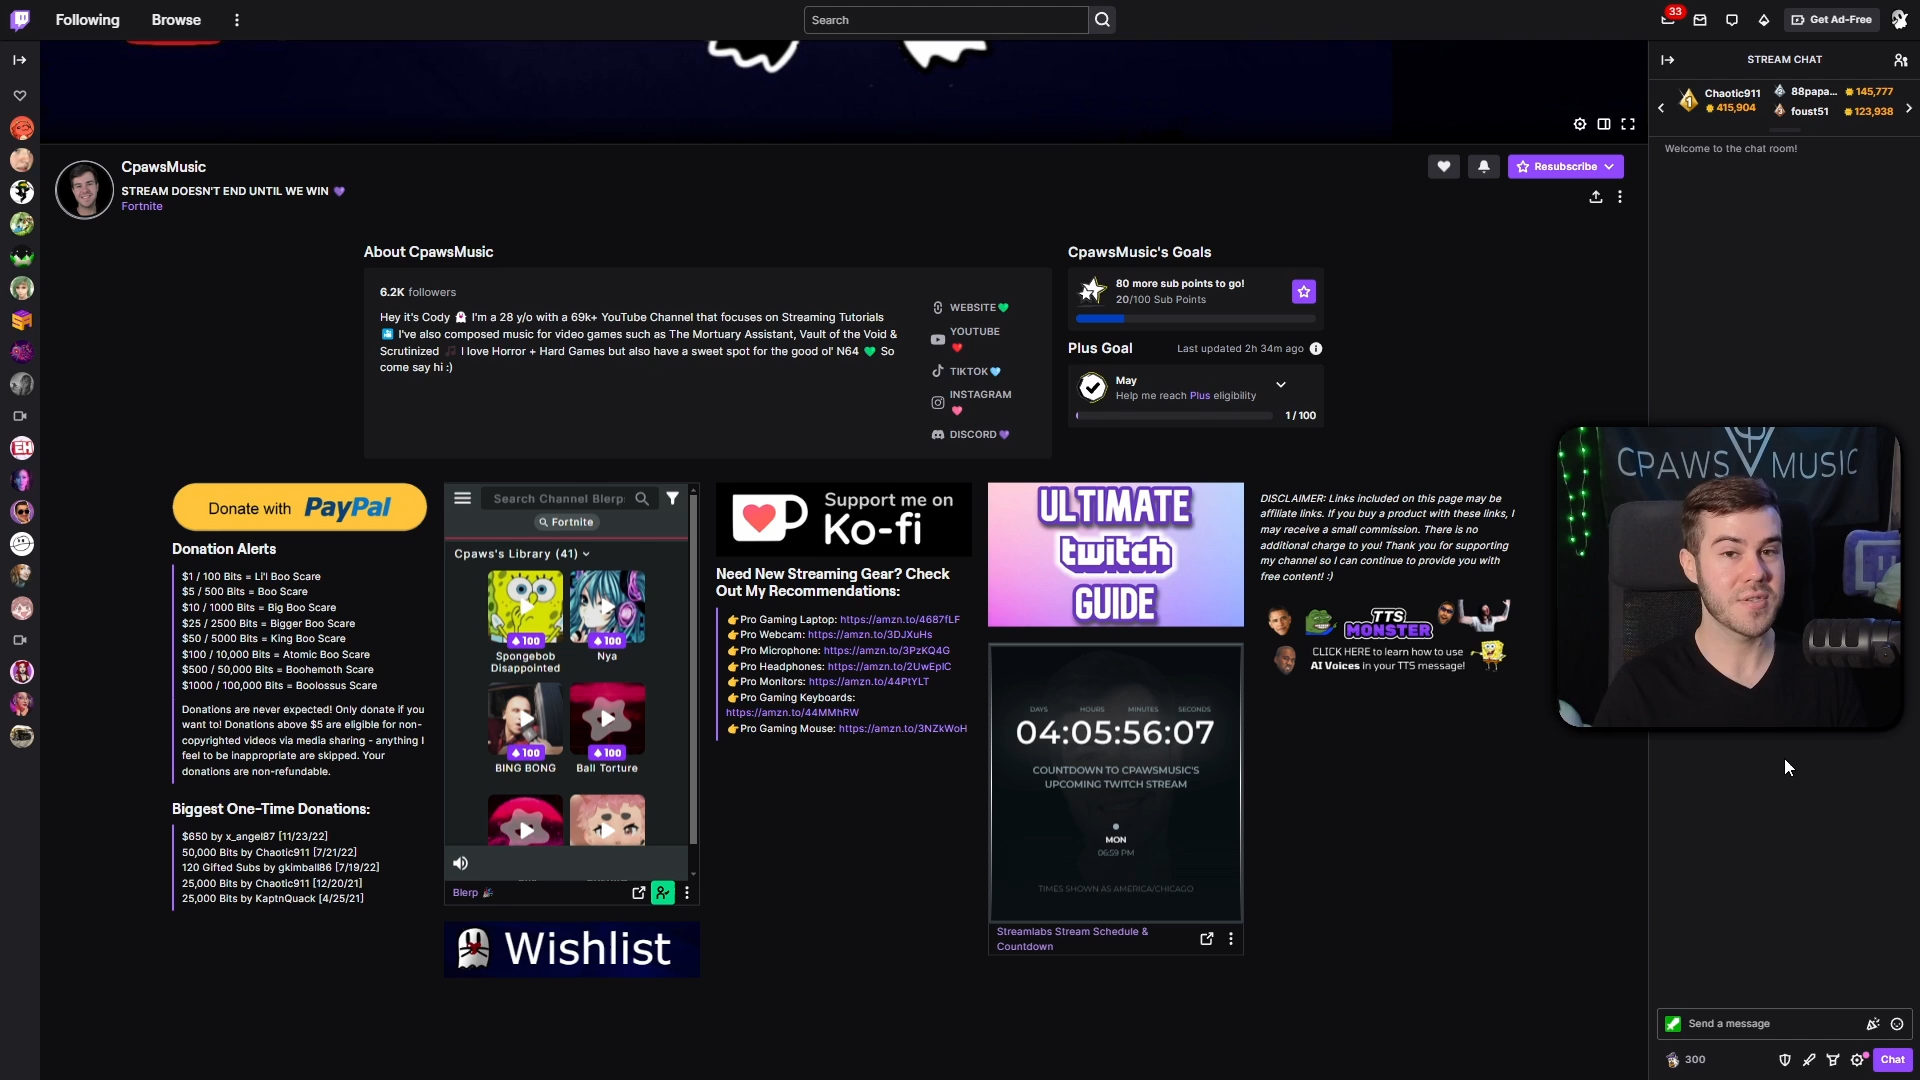 Following
Browse
Search
33
Get Ad-Free
STREAM CHAT
Chaotic911
415,904
88papa...
145,777
foust51
123,938
Welcome to the chat room!
CpawsMusic
STREAM DOESN'T END UNTIL WE WIN 💜
Fortnite
Resubscribe
About CpawsMusic
6.2K followers
Hey it's Cody 👻 I'm a 28 y/o with a 69k+ YouTube Channel that focuses on Streaming Tutorials
🎦 I've also composed music for video games such as The Mortuary Assistant, Vault of the Void &
Scrutinized 🎵 I love Horror + Hard Games but also have a sweet spot for the good ol' N64 💚 So
come say hi :)
WEBSITE💚
YOUTUBE
❤️
TIKTOK🩵
INSTAGRAM
🩷
DISCORD💜
CpawsMusic's Goals
80 more sub points to go!
20/100 Sub Points
Plus Goal
Last updated 2h 34m ago
May
Help me reach Plus eligibility
1 / 100
Donate with PayPal
Donation Alerts
$1 / 100 Bits = Li'l Boo Scare
$5 / 500 Bits = Boo Scare
$10 / 1000 Bits = Big Boo Scare
$25 / 2500 Bits = Bigger Boo Scare
$50 / 5000 Bits = King Boo Scare
$100 / 10,000 Bits = Atomic Boo Scare
$500 / 50,000 Bits = Boohemoth Scare
$1000 / 100,000 Bits = Boolossus Scare
Donations are never expected! Only donate if you
want to! Donations above $5 are eligible for non-
copyrighted videos via media sharing - anything I
feel to be inappropriate are skipped. Your
donations are non-refundable.
Biggest One-Time Donations:
$650 by x_angel87 [11/23/22]
50,000 Bits by Chaotic911 [7/21/22]
120 Gifted Subs by gkimball86 [7/19/22]
25,000 Bits by Chaotic911 [12/20/21]
25,000 Bits by KaptnQuack [4/25/21]
Search Channel Blerp
Fortnite
Cpaws's Library (41)
100
100
Spongebob
Disappointed
Nya
100
100
BING BONG
Ball Torture
Blerp 🎉
Wishlist
Support me on
Ko-fi
Need New Streaming Gear? Check
Out My Recommendations:
👉Pro Gaming Laptop: https://amzn.to/4687fLF
👉Pro Webcam: https://amzn.to/3DJXuHs
👉Pro Microphone: https://amzn.to/3PzKQ4G
👉Pro Headphones: https://amzn.to/2UwEpIC
👉Pro Monitors: https://amzn.to/44PtYLT
👉Pro Gaming Keyboards:
https://amzn.to/44MMhRW
👉Pro Gaming Mouse: https://amzn.to/3NZkWoH
ULTIMATE
twitch
GUIDE
DAYS HOURS MINUTES SECONDS
04:05:56:07
COUNTDOWN TO CPAWSMUSIC'S
UPCOMING TWITCH STREAM
MON
06:59 PM
TIMES SHOWN AS AMERICA/CHICAGO
Streamlabs Stream Schedule &
Countdown
DISCLAIMER: Links included on this page may be
affiliate links. If you buy a product with these links, I
may receive a small commission. There is no
additional charge to you! Thank you for supporting
my channel so I can continue to provide you with
free content! :)
TTS
MONSTER
CLICK HERE to learn how to use
AI Voices in your TTS message!
CPAWS MUSIC
Send a message
300
Chat